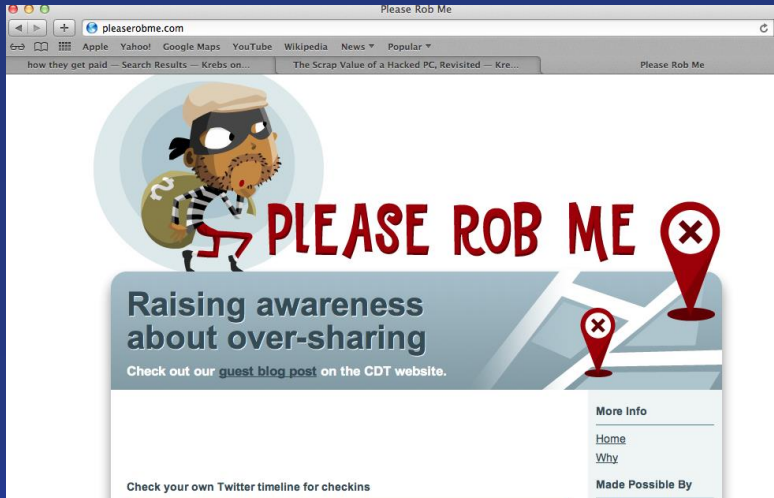 Please Rob Me
pleaserobme.com
Apple Yahoo! Google Maps YouTube Wikipedia News Popular
how they get paid — Search Results — Krebs on...
The Scrap Value of a Hacked PC, Revisited — Kre...
Please Rob Me
PLEASE ROB ME
Raising awareness
about over-sharing
Check out our guest blog post on the CDT website.
More Info
Home
Why
Check your own Twitter timeline for checkins
Made Possible By